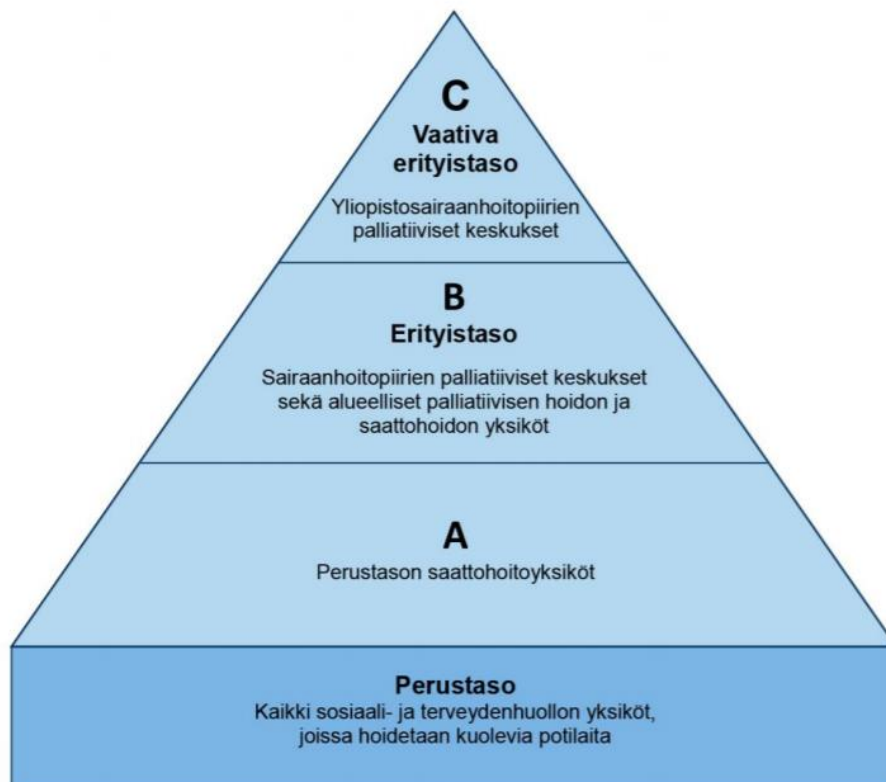 C
Vaativa
erityistaso
Yliopistosairaanhoitopiirien
palliatiiviset keskukset
B
Erityistaso
Sairaanhoitopiirien palliatiiviset keskukset
sekä alueelliset palliatiivisen hoidon ja
saattohoidon yksiköt
A
Perustason saattohoitoyksiköt
Perustaso
Kaikki sosiaali- ja terveydenhuollon yksiköt,
joissa hoidetaan kuolevia potilaita